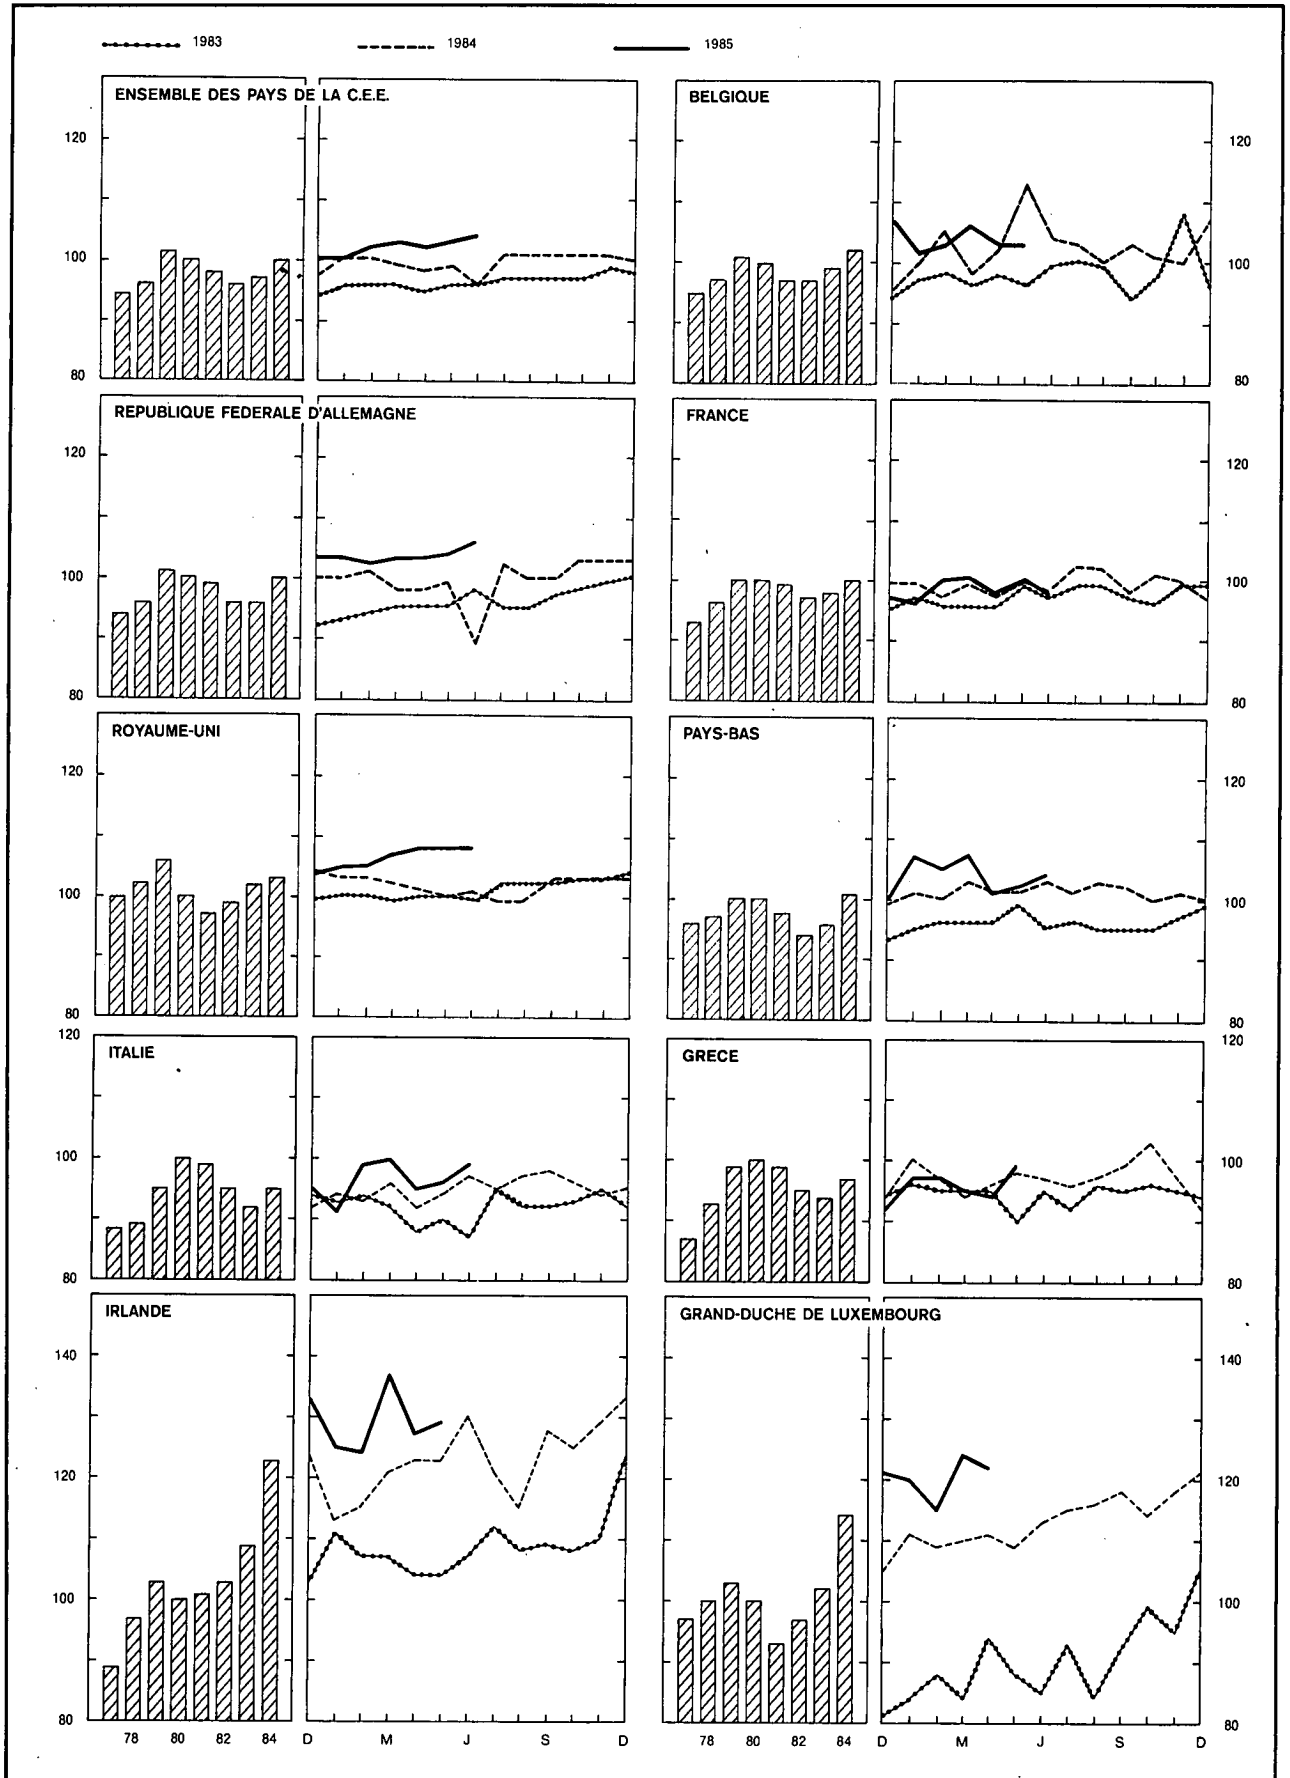 1983 1984 1985
ENSEMBLE DES PAYS DE LA C.E.E.
120
100
80
BELGIQUE
120
100
80
REPUBLIQUE FEDERALE D'ALLEMAGNE
120
100
80
FRANCE
120
100
80
ROYAUME-UNI
120
100
80
PAYS-BAS
120
100
80
ITALIE
120
100
80
GRECE
120
100
80
IRLANDE
140
120
100
80
78 80 82 84 D M J S D
GRAND-DUCHE DE LUXEMBOURG
140
120
100
80
78 80 82 84 D M J S D